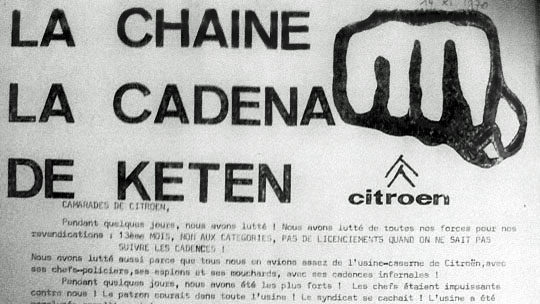 LA CHAINE
LA CADENA
DE KETEN
citroën
CAMARADES DE CITROEN,
Pendant quelques jours, nous avons lutté ! Nous avons lutté de toutes nos forces pour nos
revendications : 13ème MOIS, NON AUX CATEGORIES, PAS DE LICENCIEMENTS QUAND ON NE SAIT PAS
SUIVRE LES CADENCES !
Nous avons lutté aussi parce que tous nous en avions assez de l'usine-caserne de Citroën,avec
ses chefs-policiers,ses espions et ses mouchards, avec ses cadences infernales !
Pendant quelques jours, nous avons été les plus forts ! Les chefs étaient impuissants
contre nous ! Le patron courait dans toute l'usine ! Le syndicat se cachait ! L'usine a été